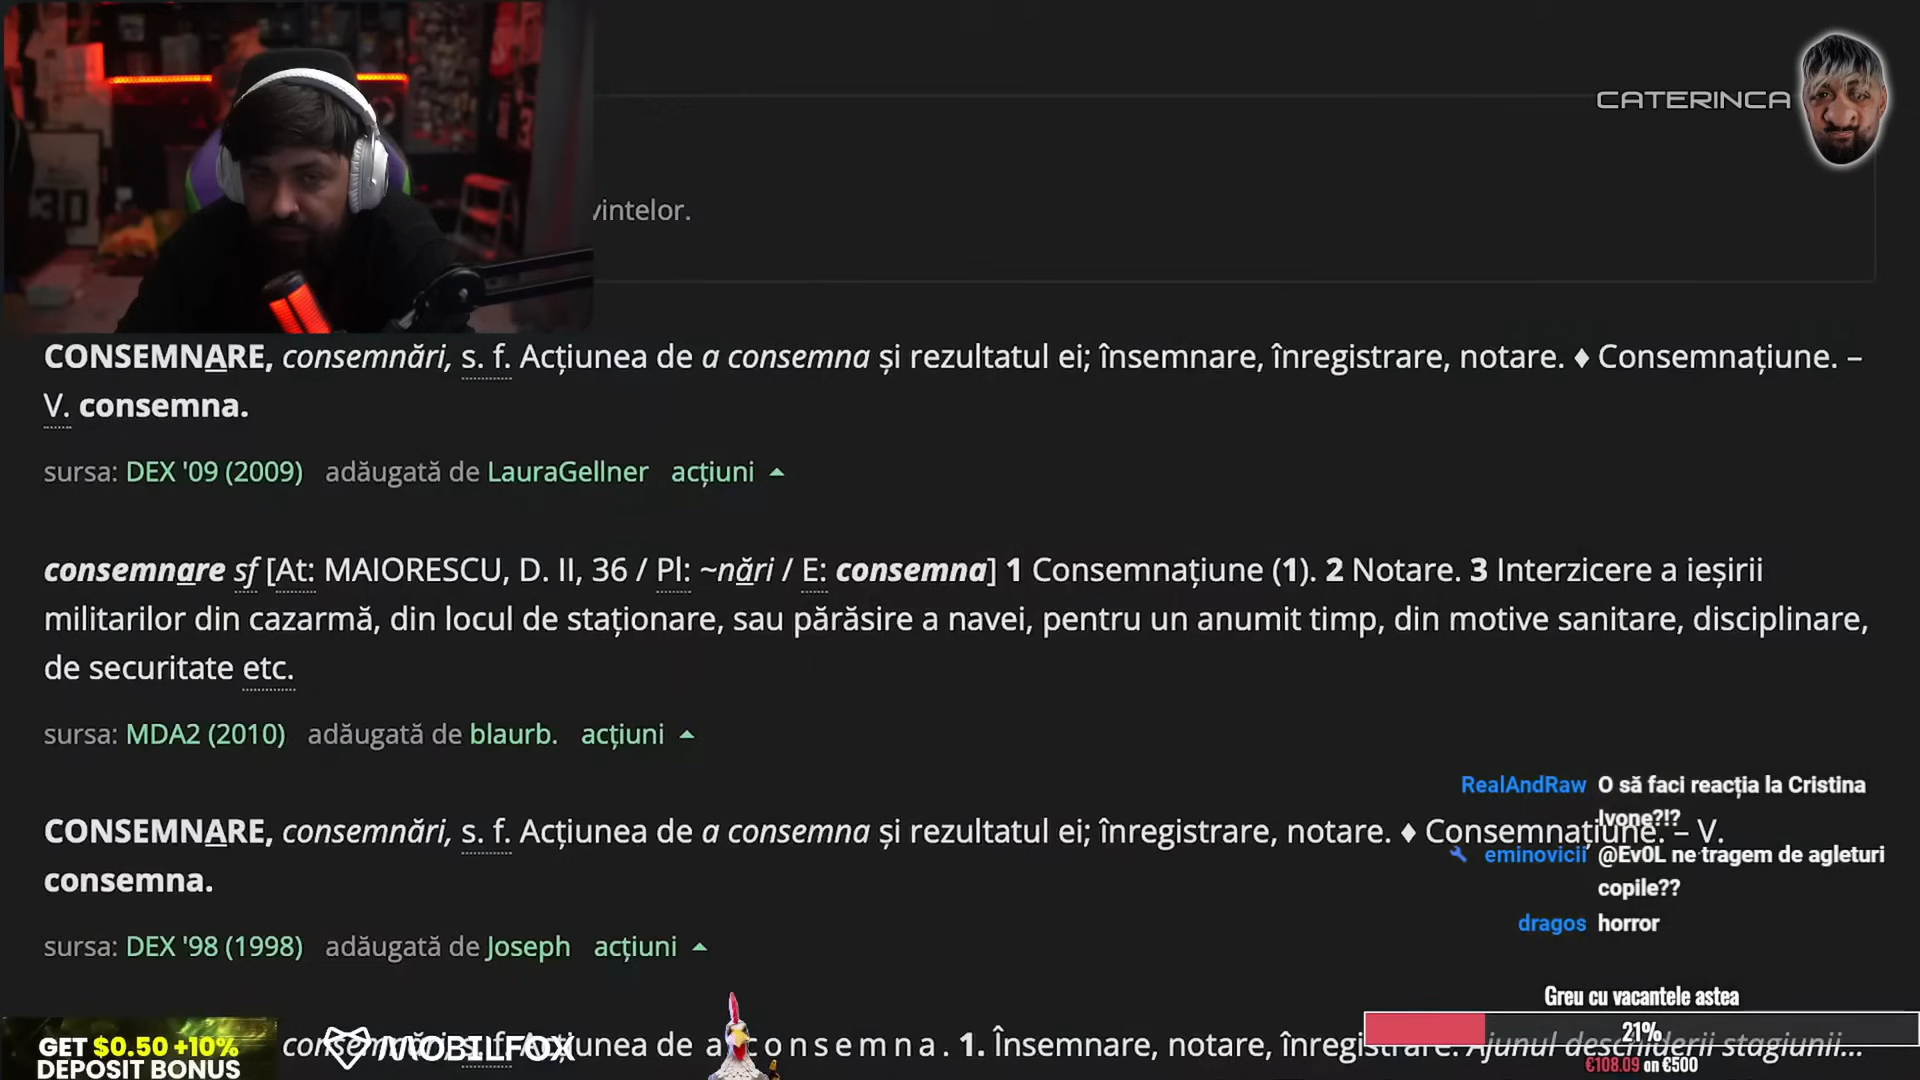 CATERINCA
vintelor.
CONSEMNARE, consemnări, s. f. Acțiunea de a consemna și rezultatul ei; însemnare, înregistrare, notare. ♦ Consemnațiune. –
V. consemna.
sursa: DEX '09 (2009) adăugată de LauraGellner acțiuni
consemnare sf [At: MAIORESCU, D. II, 36 / Pl: ~nări / E: consemna] 1 Consemnațiune (1). 2 Notare. 3 Interzicere a ieșirii
militarilor din cazarmă, din locul de staționare, sau părăsire a navei, pentru un anumit timp, din motive sanitare, disciplinare,
de securitate etc.
sursa: MDA2 (2010) adăugată de blaurb. acțiuni
RealAndRaw O să faci reacția la Cristina
Ivone?!?
CONSEMNARE, consemnări, s. f. Acțiunea de a consemna și rezultatul ei; înregistrare, notare. ♦ Consemnațiune. – V.
eminovicii @Ev0L ne tragem de agleturi
copile??
consemna.
dragos horror
sursa: DEX '98 (1998) adăugată de Joseph acțiuni
Greu cu vacantele astea
21%
€108.09 on €500
GET $0.50 +10%
DEPOSIT BONUS
MOBILFOX
consemnări, s. f. Acțiunea de a consemna. 1. Însemnare, notare, înregistrare. Ajunul deschiderii stagiunii...